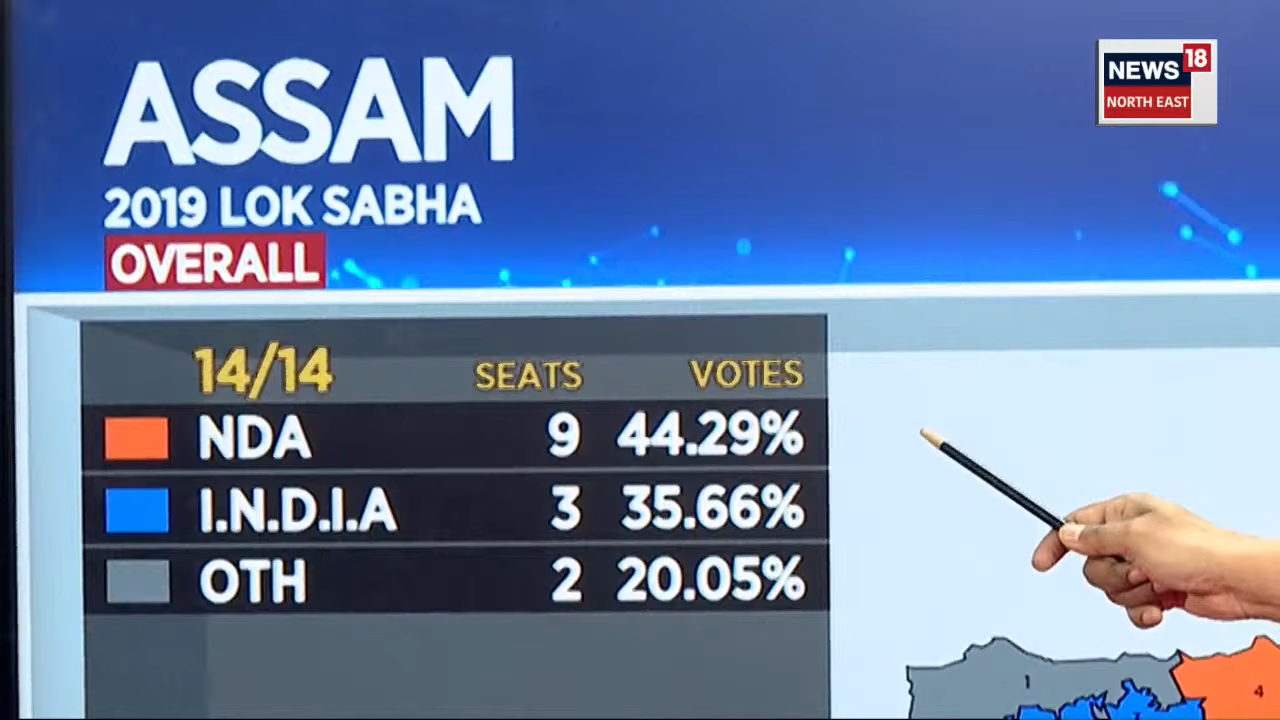 ASSAM
NEWS 18
NORTH EAST
2019 LOK SABHA
OVERALL
14/14 SEATS VOTES
NDA 9 44.29%
I.N.D.I.A 3 35.66%
OTH 2 20.05%
1
4